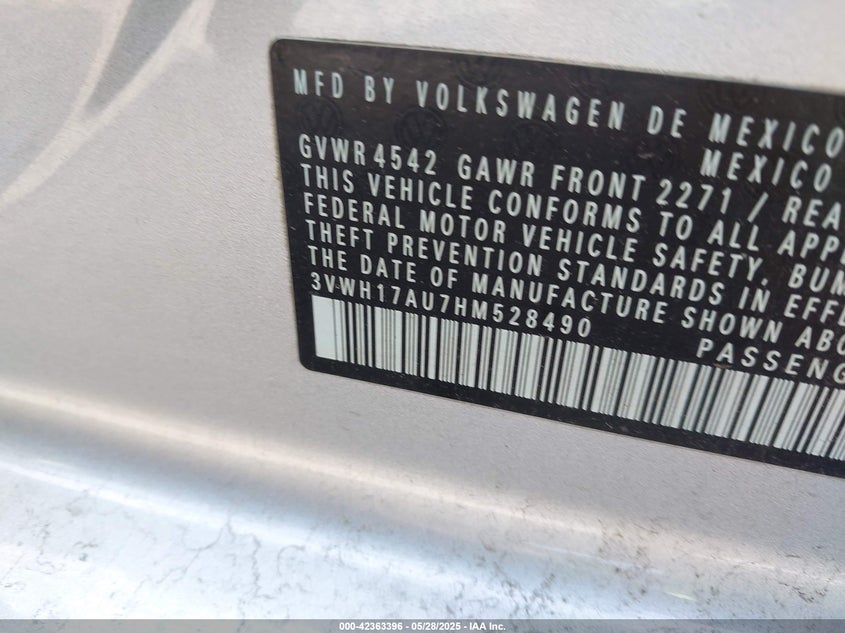 MFD BY VOLKSWAGEN DE MEXICO
MEXICO
GVWR 4542 GAWR FRONT 2271 / REA
THIS VEHICLE CONFORMS TO ALL APPL
FEDERAL MOTOR VEHICLE SAFETY, BUM
THEFT PREVENTION STANDARDS IN EFFE
THE DATE OF MANUFACTURE SHOWN ABO
3VWH17AU7HM528490
PASSENG
000-42363396 - 05/28/2025 - IAA Inc.